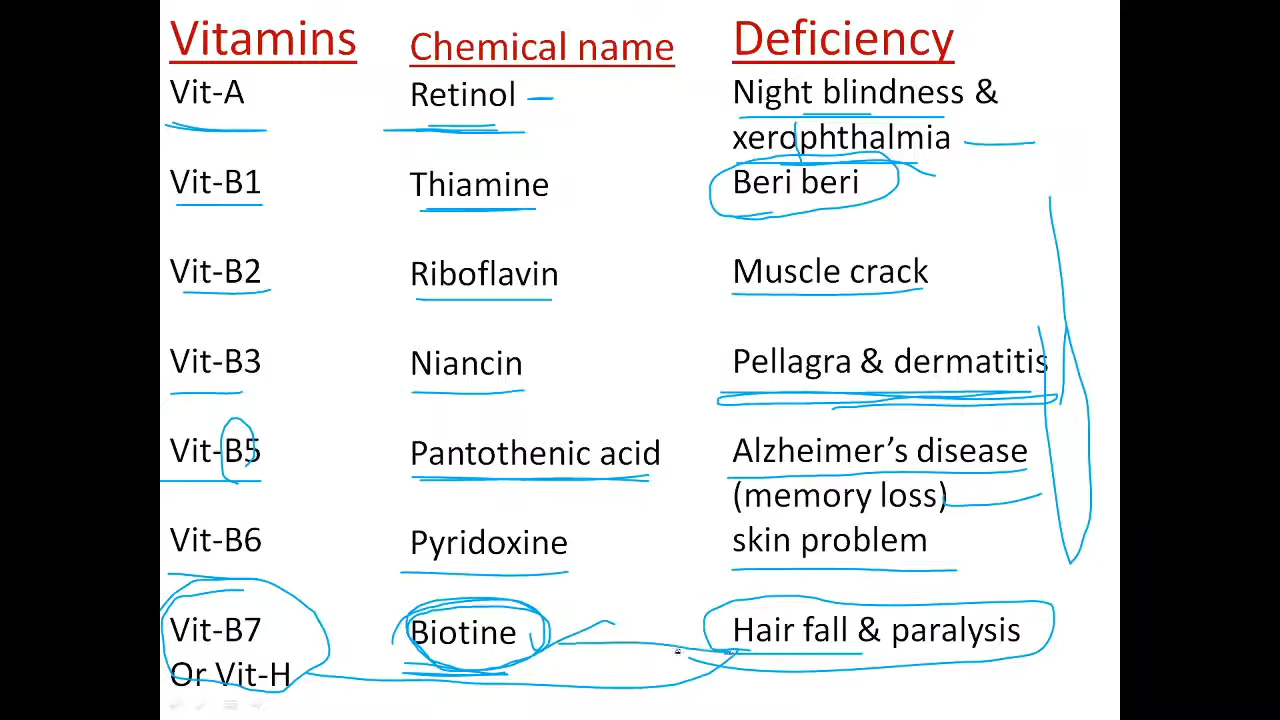 Vitamins Chemical name Deficiency
Vit-A Retinol Night blindness &
xerophthalmia
Vit-B1 Thiamine Beri beri
Vit-B2 Riboflavin Muscle crack
Vit-B3 Niancin Pellagra & dermatitis
Vit-B5 Pantothenic acid Alzheimer’s disease
(memory loss)
Vit-B6 Pyridoxine skin problem
Vit-B7 Biotine Hair fall & paralysis
Or Vit-H